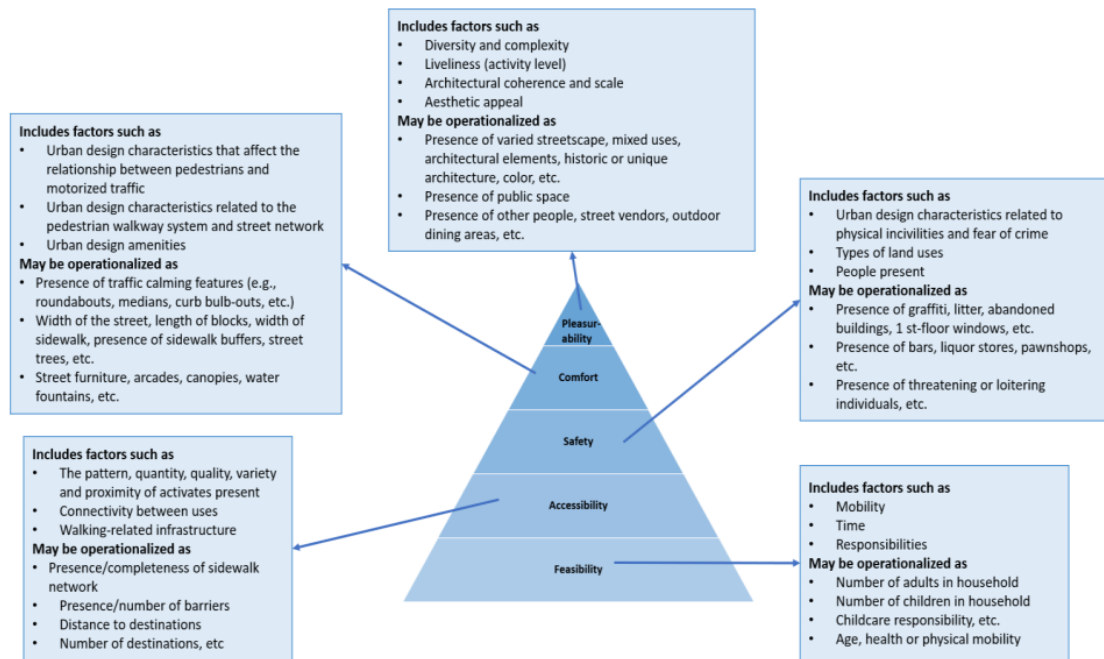 Includes factors such as
• Diversity and complexity
• Liveliness (activity level)
• Architectural coherence and scale
• Aesthetic appeal
May be operationalized as
• Presence of varied streetscape, mixed uses,
architectural elements, historic or unique
architecture, color, etc.
• Presence of public space
• Presence of other people, street vendors, outdoor
dining areas, etc.
Includes factors such as
• Urban design characteristics that affect the
relationship between pedestrians and
motorized traffic
• Urban design characteristics related to the
pedestrian walkway system and street network
• Urban design amenities
May be operationalized as
• Presence of traffic calming features (e.g.,
roundabouts, medians, curb bulb-outs, etc.)
• Width of the street, length of blocks, width of
sidewalk, presence of sidewalk buffers, street
trees, etc.
• Street furniture, arcades, canopies, water
fountains, etc.
Includes factors such as
• Urban design characteristics related to
physical incivilities and fear of crime
• Types of land uses
• People present
May be operationalized as
• Presence of graffiti, litter, abandoned
buildings, 1 st-floor windows, etc.
• Presence of bars, liquor stores, pawnshops,
etc.
• Presence of threatening or loitering
individuals, etc.
Pleasur-
ability
Comfort
Safety
Accessibility
Feasibility
Includes factors such as
• The pattern, quantity, quality, variety
and proximity of activates present
• Connectivity between uses
• Walking-related infrastructure
May be operationalized as
• Presence/completeness of sidewalk
network
• Presence/number of barriers
• Distance to destinations
• Number of destinations, etc
Includes factors such as
• Mobility
• Time
• Responsibilities
May be operationalized as
• Number of adults in household
• Number of children in household
• Childcare responsibility, etc.
• Age, health or physical mobility